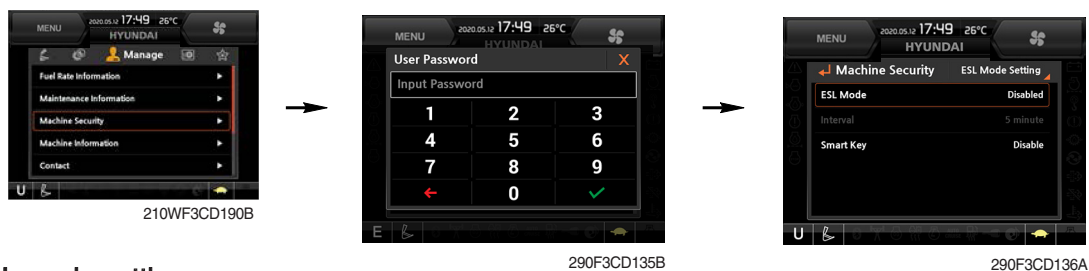 MENU
2020.05.12 17:49 26°C
HYUNDAI
Manage
Fuel Rate Information
Maintenance Information
Machine Security
Machine Information
Contact
U
210WF3CD190B
MENU
2020.05.12 17:49 26°C
HYUNDAI
User Password X
Input Password
1 2 3
4 5 6
7 8 9
0
E
290F3CD135B
MENU
2020.05.12 17:49 26°C
HYUNDAI
Machine Security ESL Mode Setting
ESL Mode Disabled
Interval 5 minute
Smart Key Disable
U
290F3CD136A